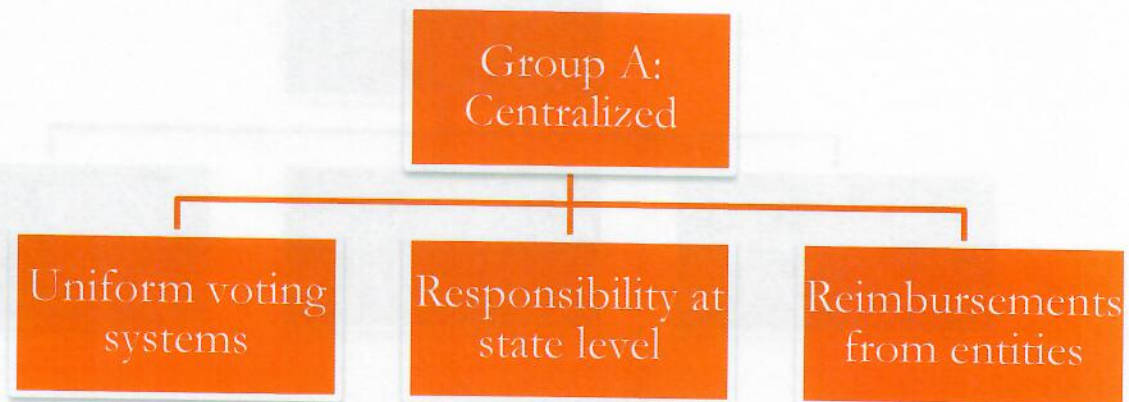 Group A:
Centralized
Uniform voting
systems
Responsibility at
state level
Reimbursements
from entities